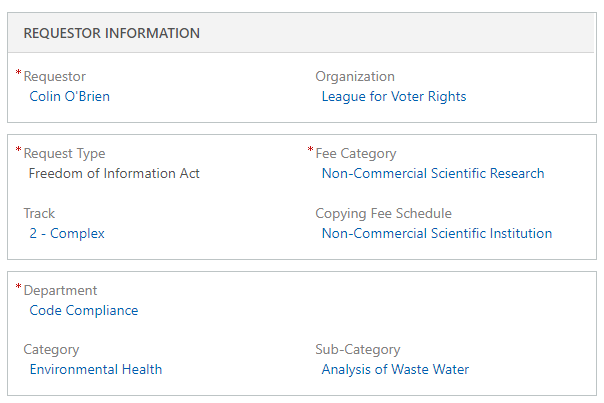 REQUESTOR INFORMATION
*Requestor
Organization
Colin O'Brien
League for Voter Rights
*Request Type
*Fee Category
Freedom of Information Act
Non-Commercial Scientific Research
Track
Copying Fee Schedule
2 - Complex
Non-Commercial Scientific Institution
*Department
Code Compliance
Category
Sub-Category
Environmental Health
Analysis of Waste Water